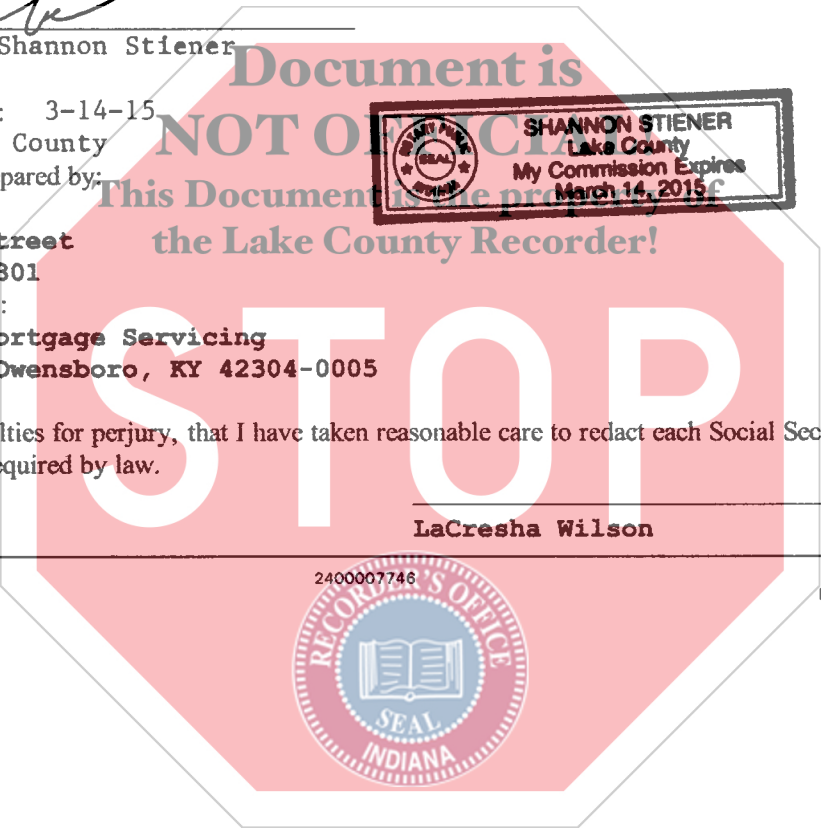 Shannon Stiener
Document is
: 3-14-15
NOT OFFICIAL
County
pared by:
This Document is the property of
the Lake County Recorder!
NOTARY PUBLIC
SEAL
INDIANA
SHANNON STIENER
Lake County
My Commission Expires
March 14, 2015
treet
301
:
ortgage Servicing
Owensboro, KY 42304-0005
STOP
lties for perjury, that I have taken reasonable care to redact each Social Sec
equired by law.
LaCresha Wilson
2400007746
RECORDER'S OFFICE
SEAL
INDIANA